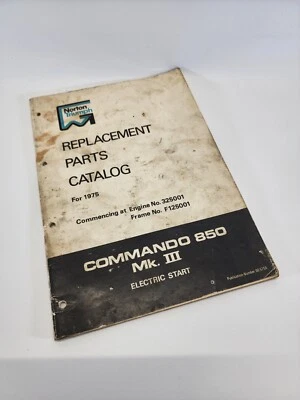 Norton
Triumph
REPLACEMENT
PARTS
CATALOG
For 1975
Commencing at Engine No. 325001
Frame No. F125001
COMMANDO 850
Mk. III
ELECTRIC START